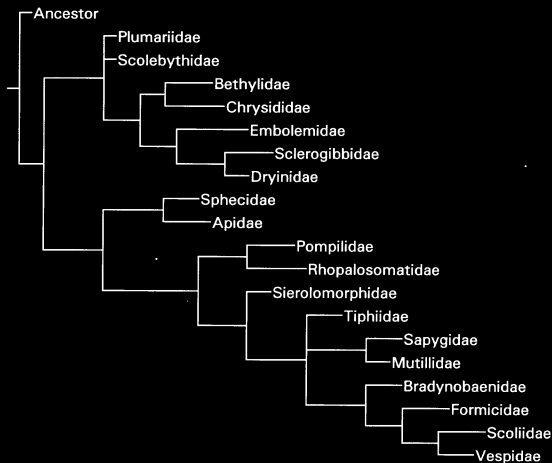 Ancestor
Plumariidae
Scolebythidae
Bethylidae
Chrysididae
Embolemidae
Sclerogibbidae
Dryinidae
Sphecidae
Apidae
Pompilidae
Rhopalosomatidae
Sierolomorphidae
Tiphiidae
Sapygidae
Mutillidae
Bradynobaenidae
Formicidae
Scoliidae
Vespidae